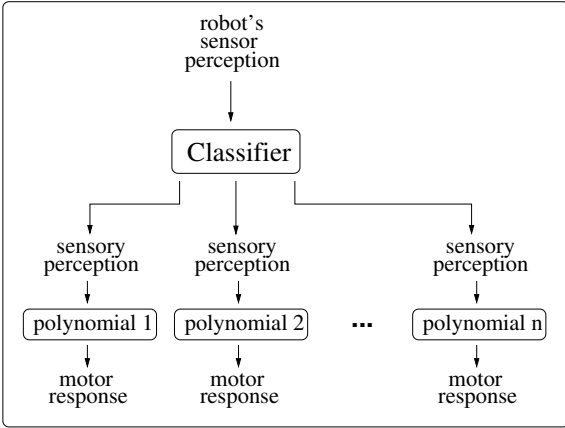 robot's
sensor
perception
Classifier
sensory
perception
sensory
perception
sensory
perception
polynomial 1
polynomial 2
...
polynomial n
motor
response
motor
response
motor
response